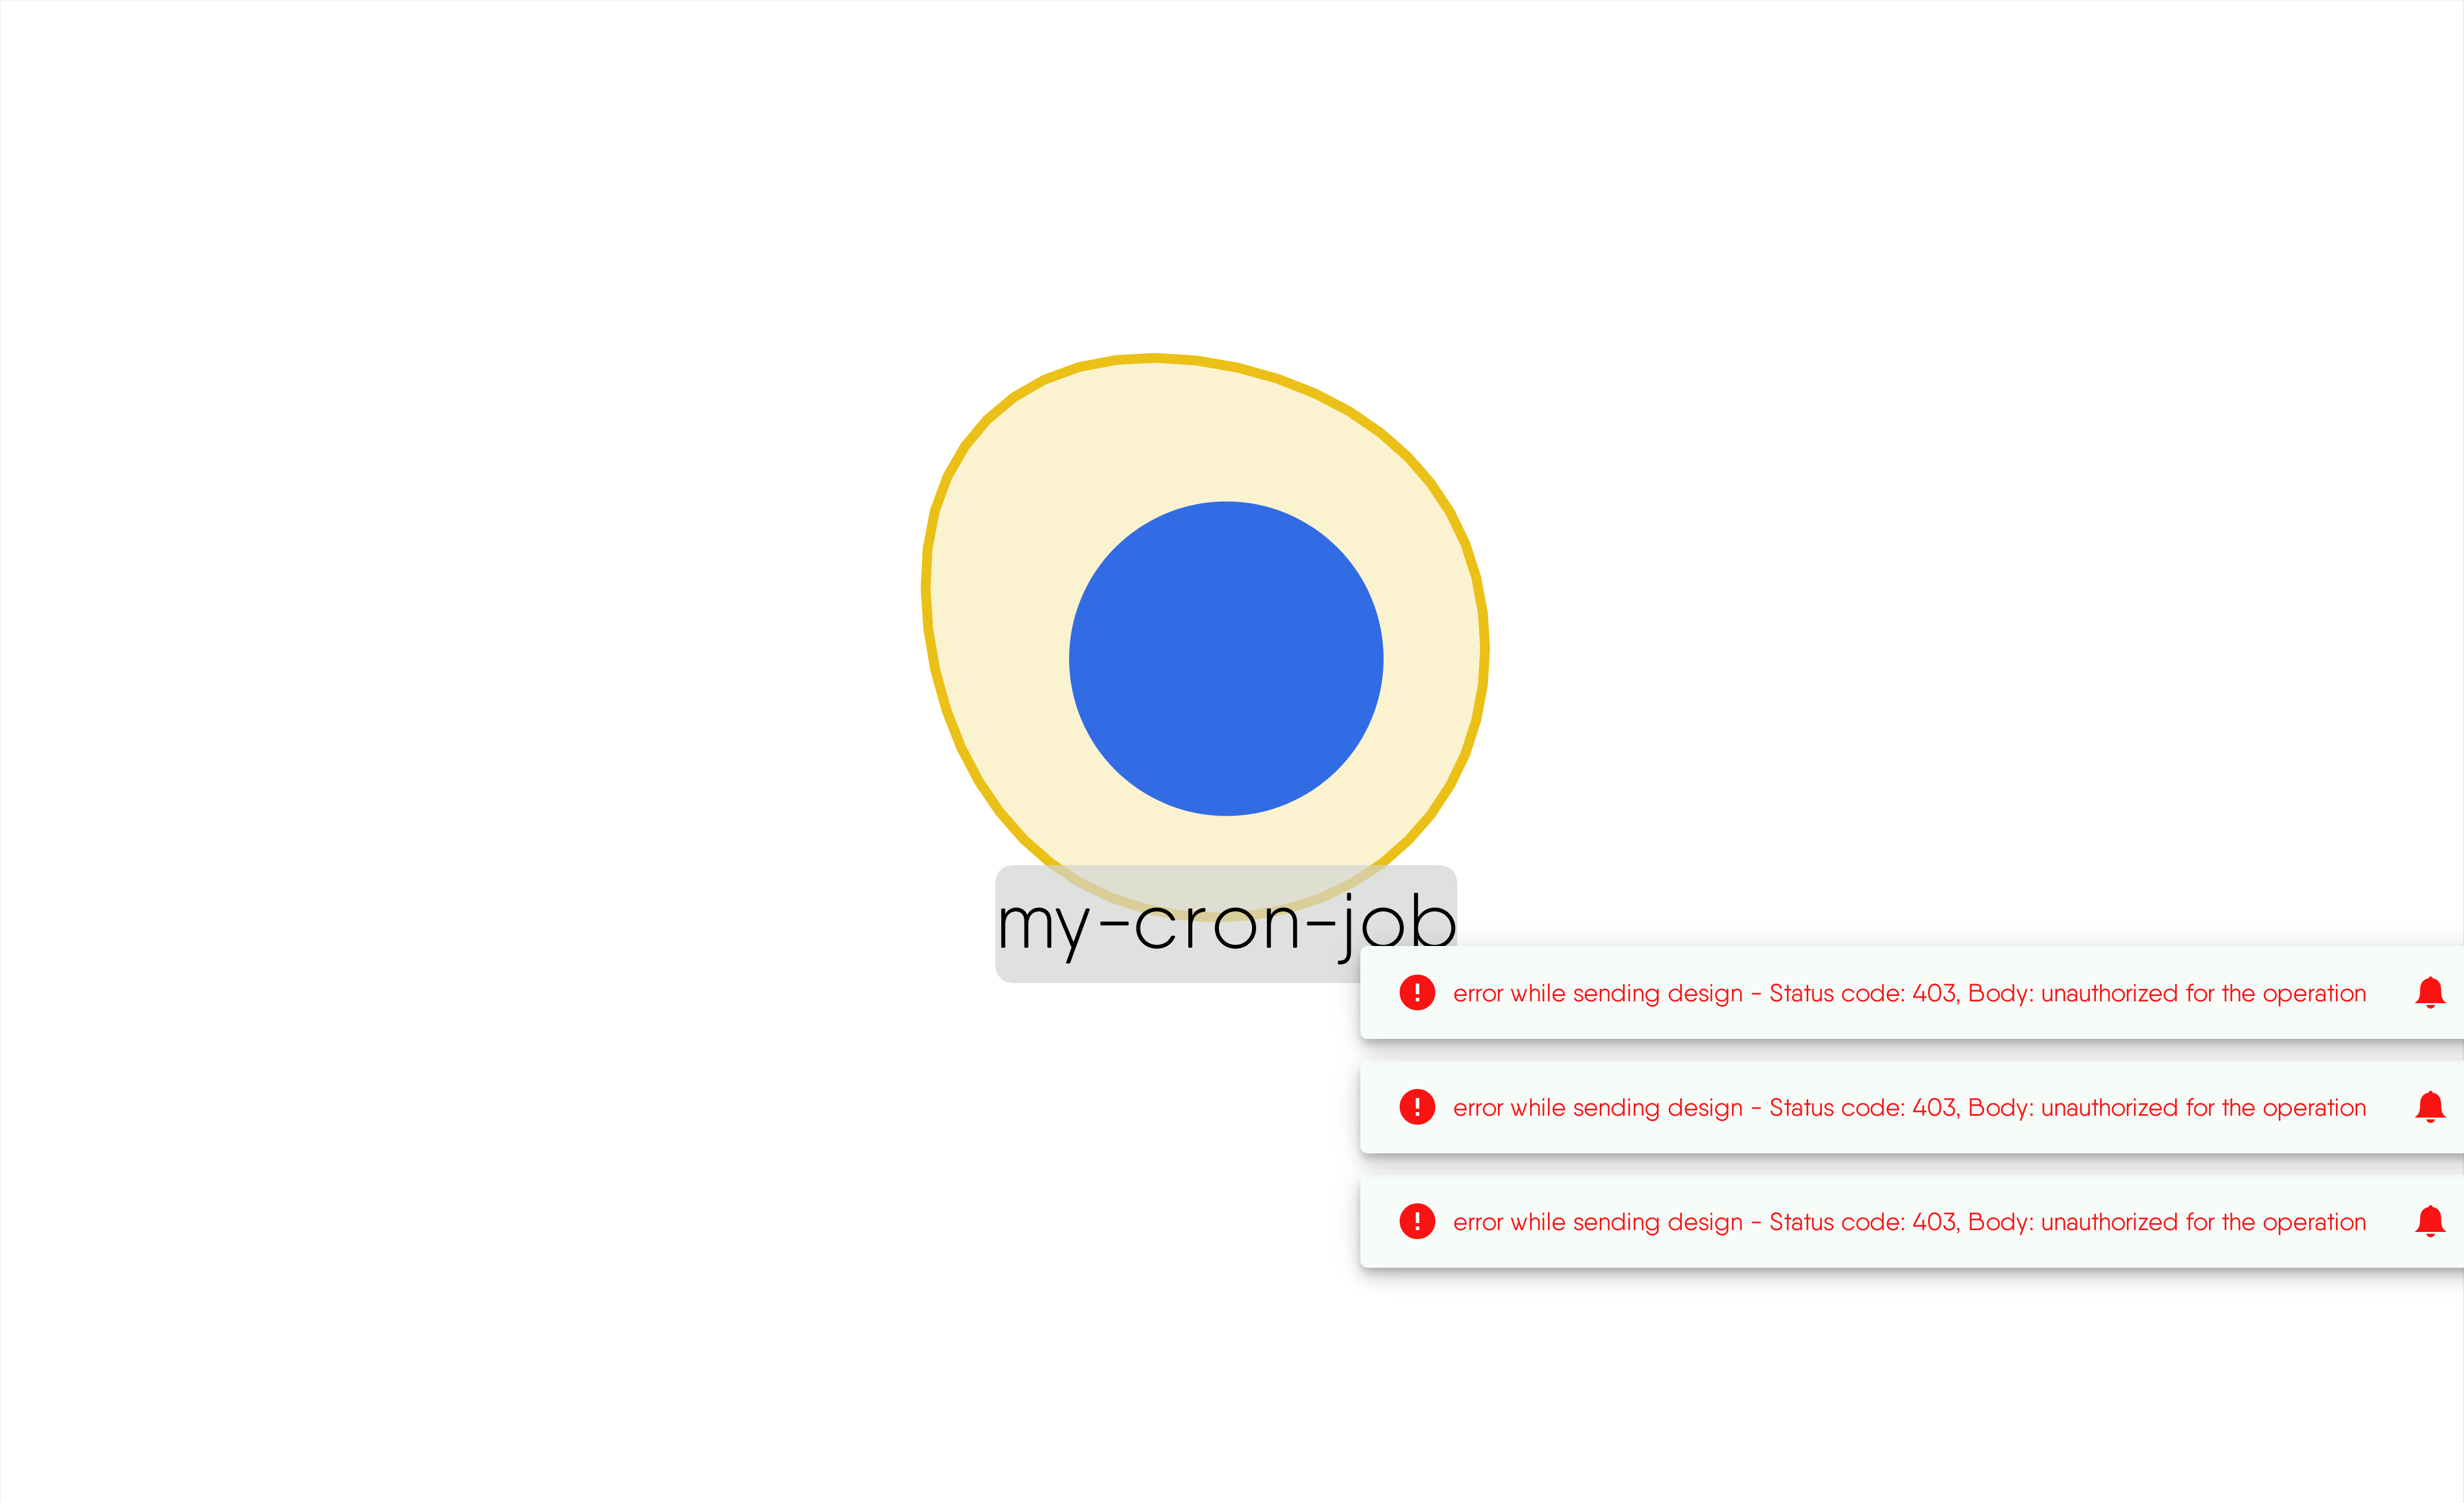 my-cron-job
error while sending design - Status code: 403, Body: unauthorized for the operation
error while sending design - Status code: 403, Body: unauthorized for the operation
error while sending design - Status code: 403, Body: unauthorized for the operation